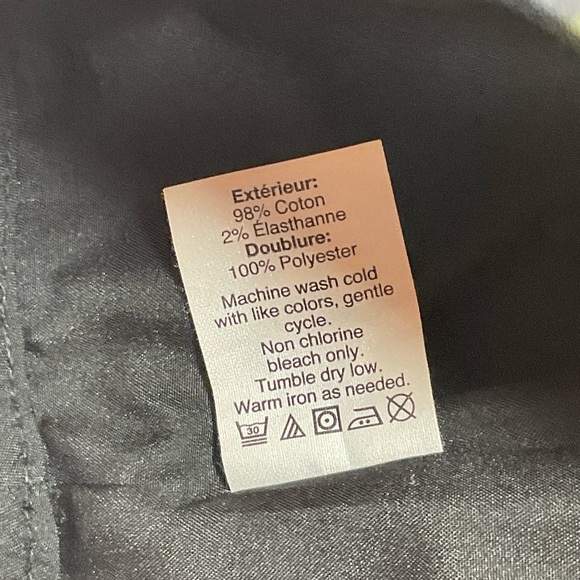 Extérieur:
98% Coton
2% Élasthanne
Doublure:
100% Polyester
Machine wash cold
with like colors, gentle
cycle.
Non chlorine
bleach only.
Tumble dry low.
Warm iron as needed.
30